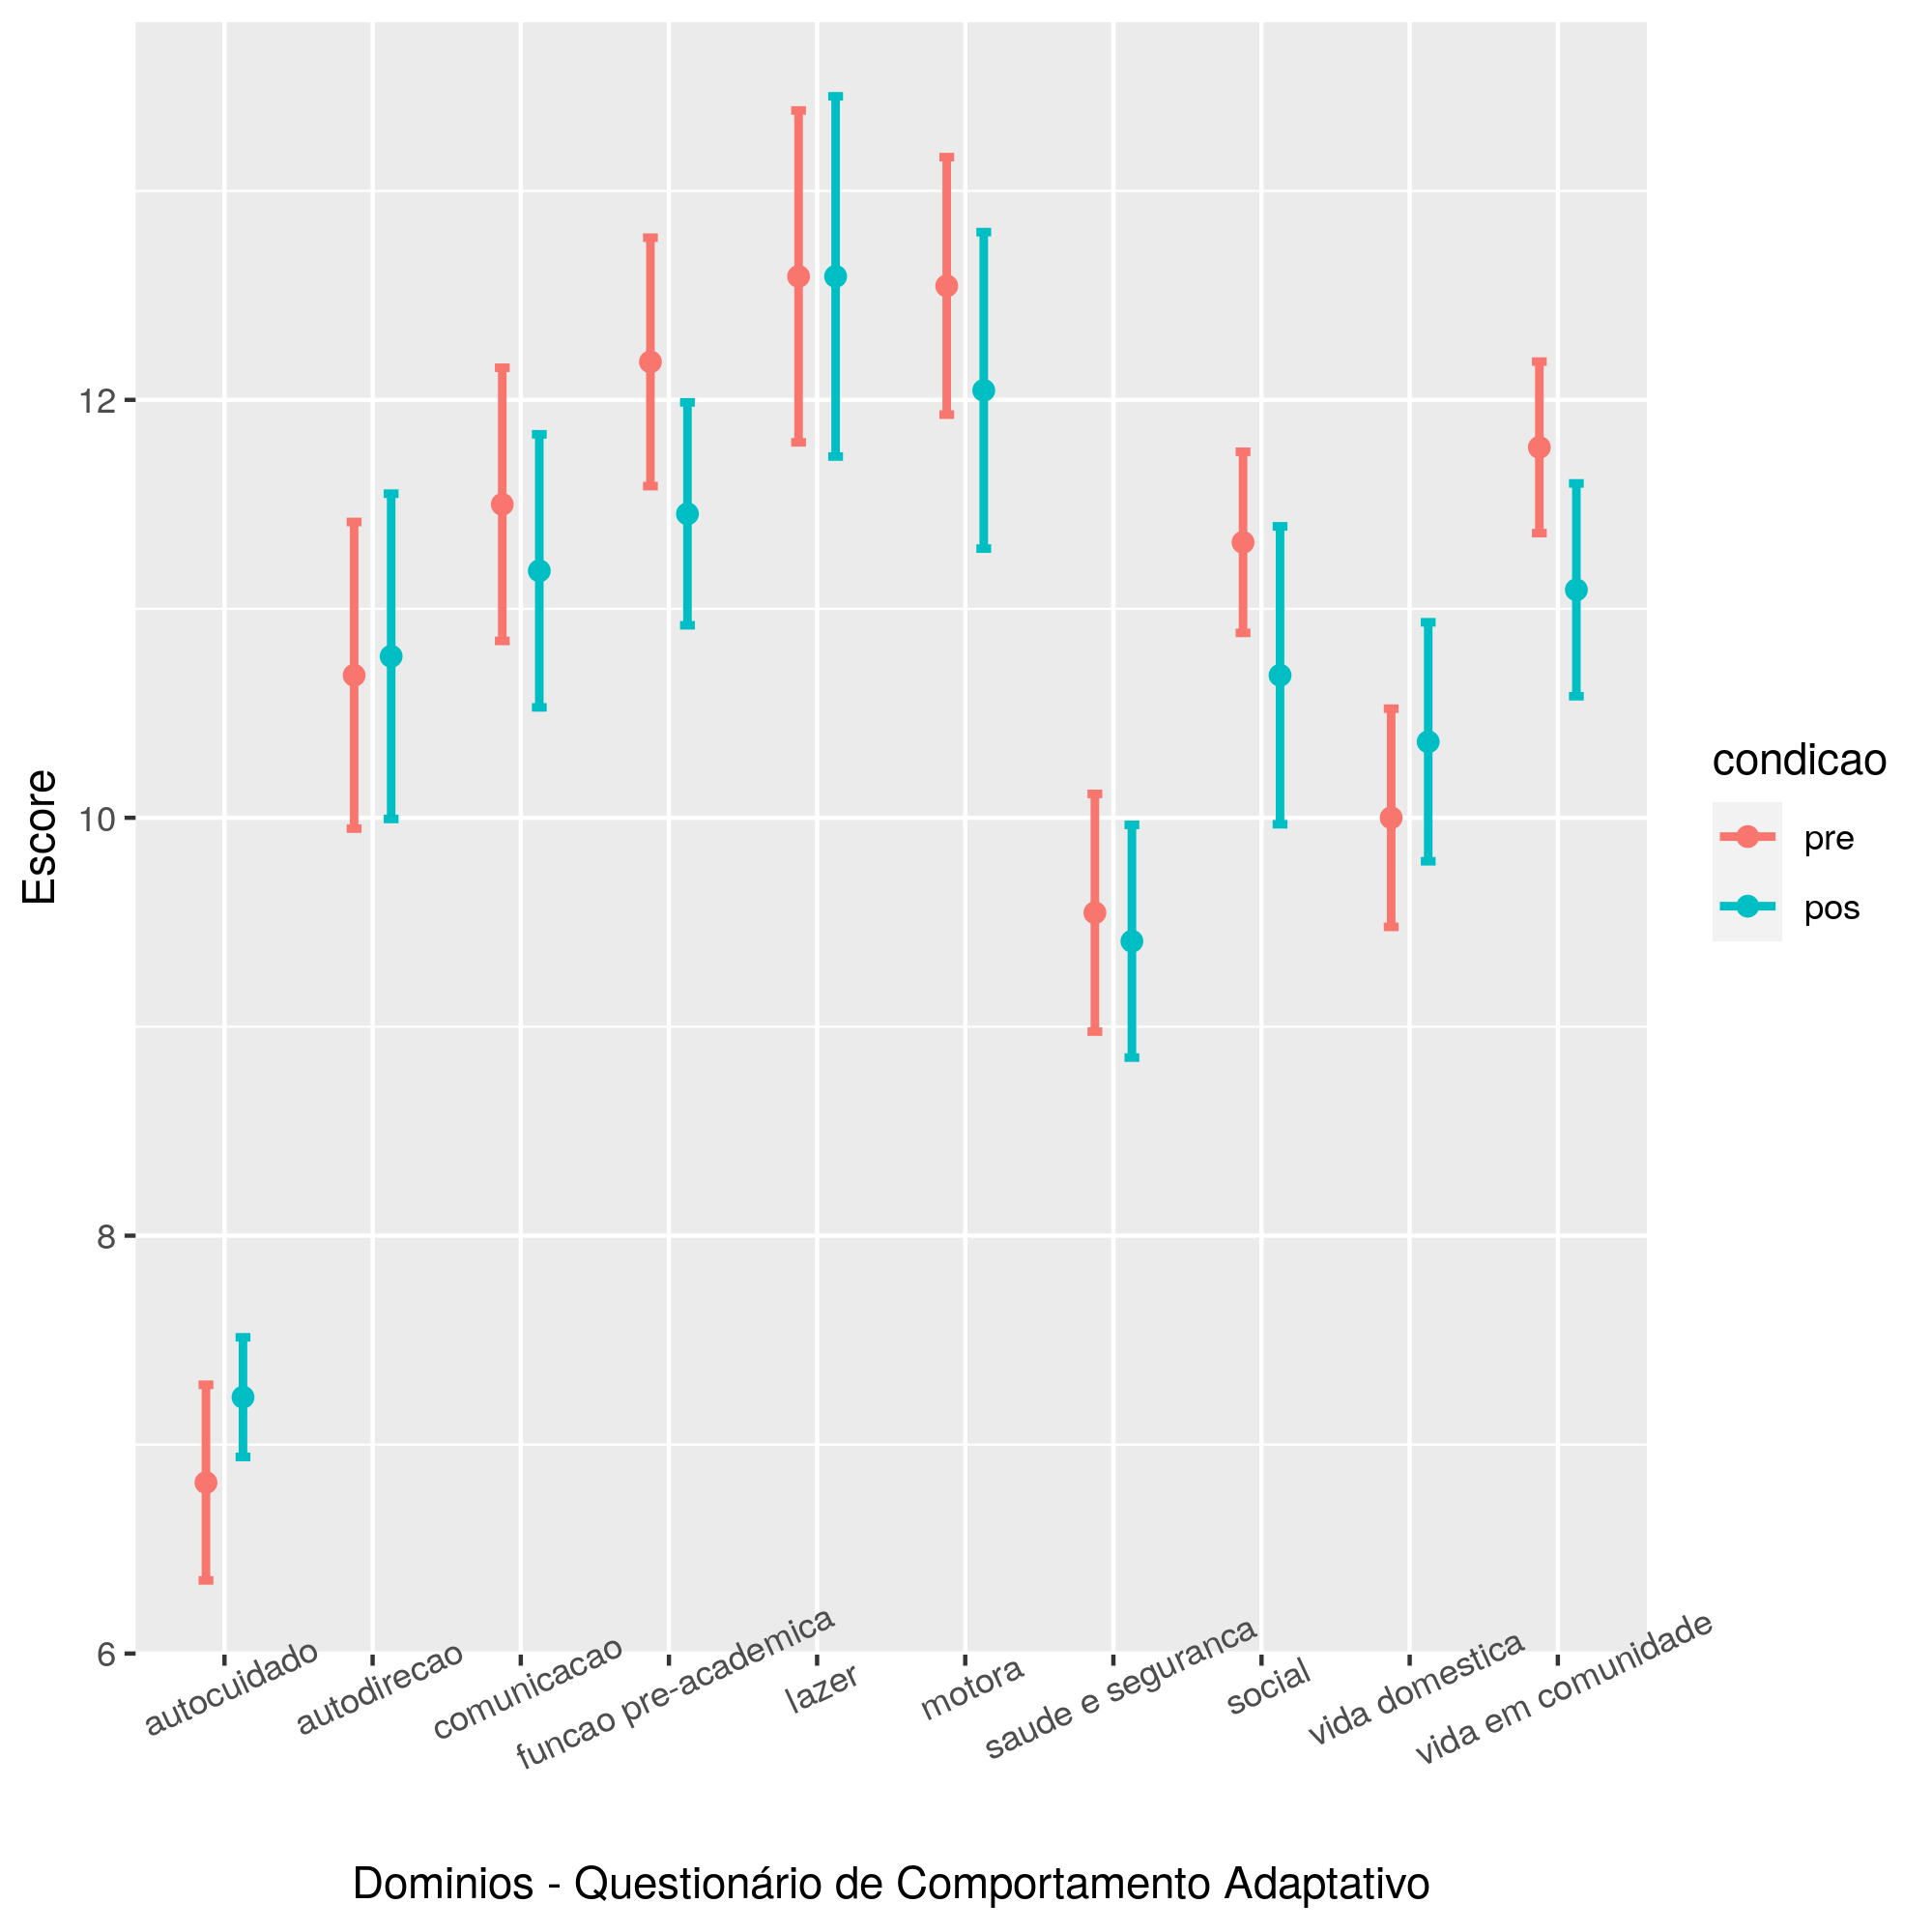 Escore
12
10
8
6
autocuidado
autodirecao
comunicacao
funcao pre-academica
lazer
motora
saude e seguranca
social
vida domestica
vida em comunidade
Dominios - Questionário de Comportamento Adaptativo
condicao
pre
pos